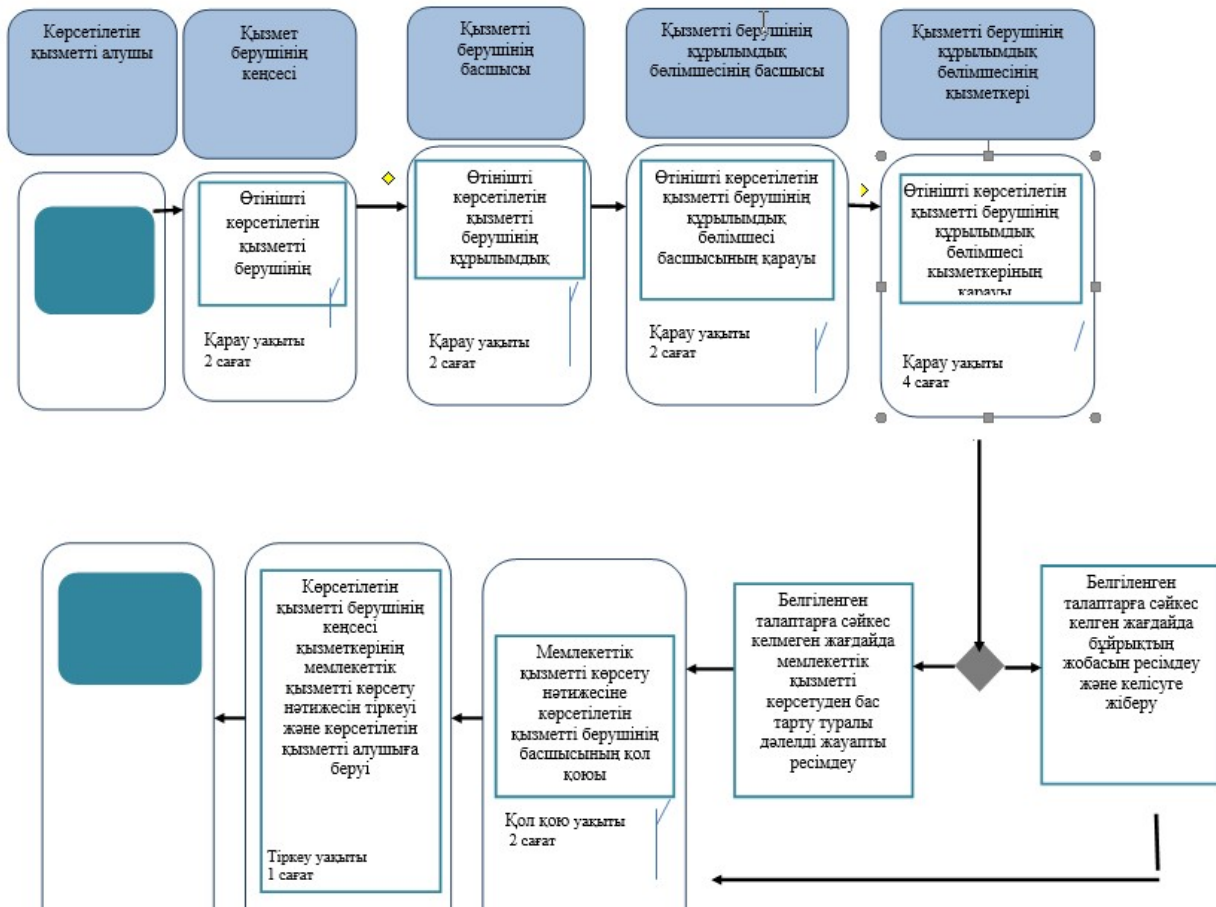 Көрсетілетін
қызметті алушы
Қызмет
берушінің
кеңсесі
Қызметті
берушінің
басшысы
Қызметті берушінің
құрылымдық
бөлімшесінің басшысы
Қызметті берушінің
құрылымдық
бөлімшесінің
қызметкері
Өтінішті
көрсетілетін
қызметті
берушінің
Қарау уақыты
2 сағат
Өтінішті
көрсетілетін
қызметті
берушінің
құрылымдық
Қарау уақыты
2 сағат
Өтінішті көрсетілетін
қызметті берушінің
құрылымдық
бөлімшесі
басшысының қарауы
Қарау уақыты
2 сағат
Өтінішті көрсетілетін
қызметті берушінің
құрылымдық
бөлімшесі
қызметкеріның
қарауы
Қарау уақыты
4 сағат
Көрсетілетін
қызметті берушінің
кеңсесі
қызметкерінің
мемлекеттік
қызметті көрсету
нәтижесін тіркеуі
және көрсетілетін
қызметті алушыға
беруі
Тіркеу уақыты
1 сағат
Мемлекеттік
қызметті көрсету
нәтижесіне
көрсетілетін
қызметті берушінің
басшысының қол
қоюы
Қол қою уақыты
2 сағат
Белгіленген
талаптарға сәйкес
келмеген жағдайда
мемлекеттік
қызметті
көрсетуден бас
тарту туралы
дәлелді жауапты
ресімдеу
Белгіленген
талаптарға сәйкес
келген жағдайда
бұйрықтың
жобасын ресімдеу
және келісуге
жіберу